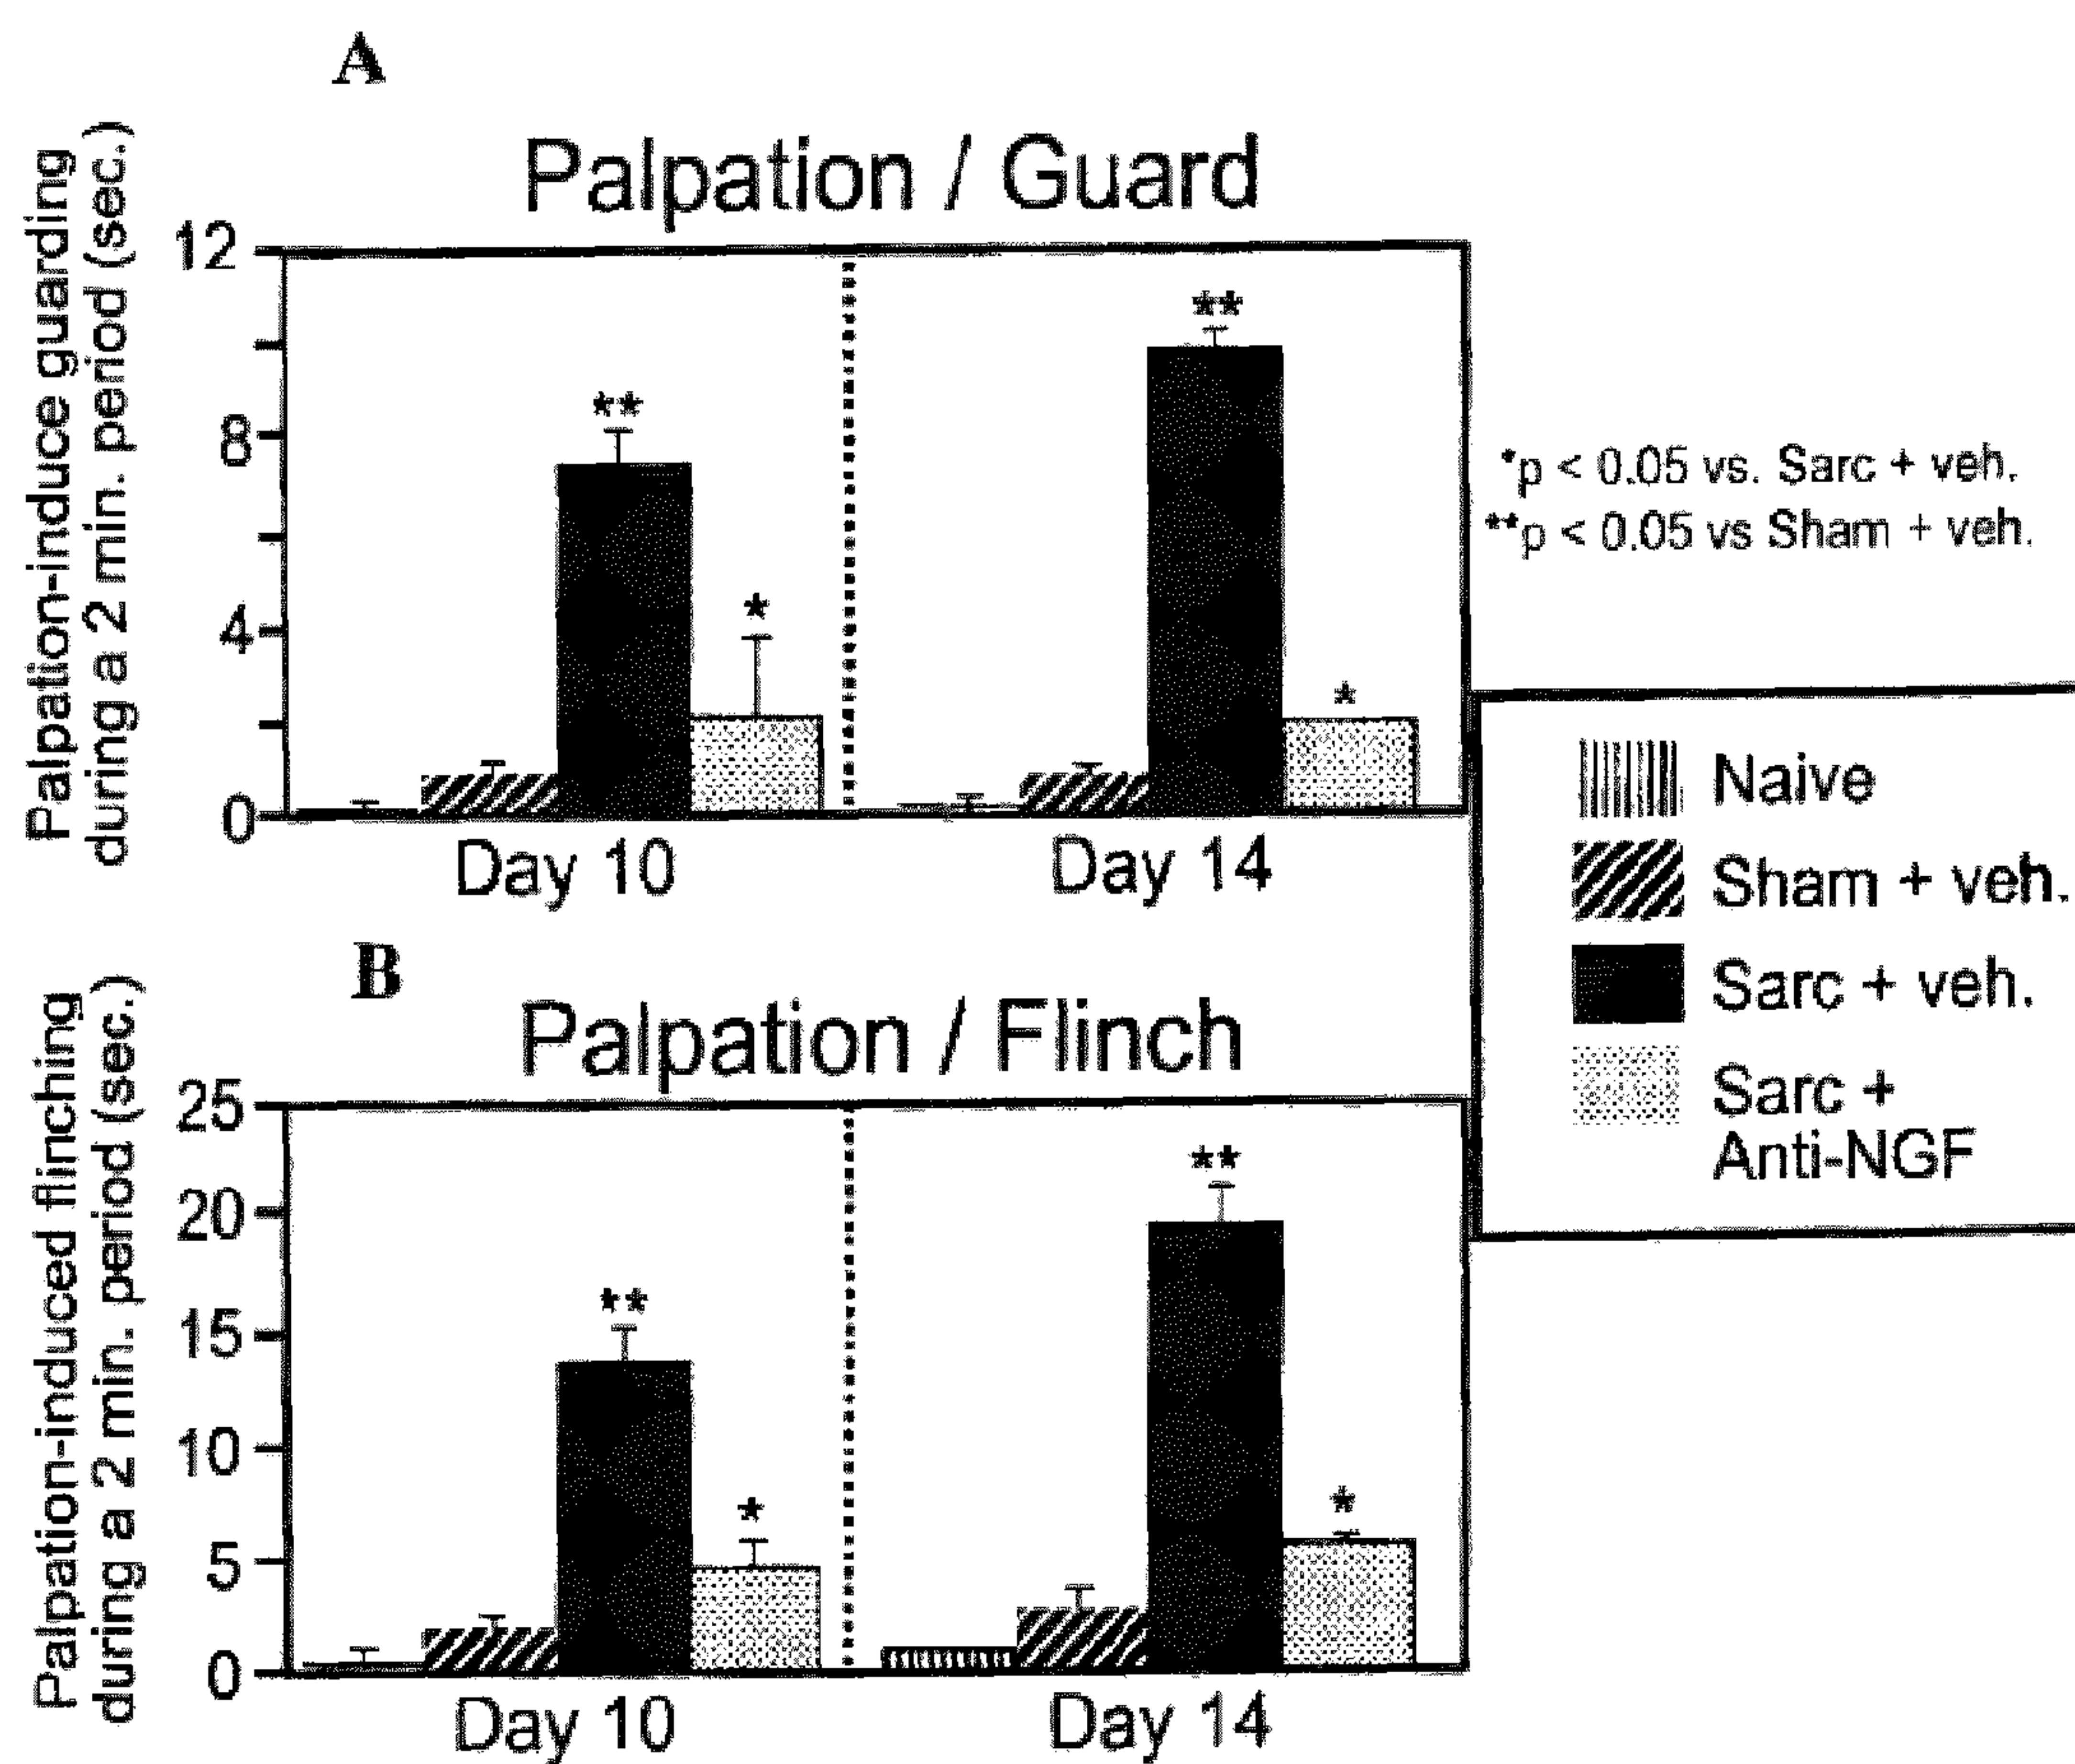 A
Palpation / Guard
Palpation-induce guarding
during a 2 min. period (sec.)
12
8
4
0
**
*
**
*
Day 10
Day 14
*p < 0.05 vs. Sarc + veh.
**p < 0.05 vs Sham + veh.
Naive
Sham + veh.
Sarc + veh.
Sarc +
Anti-NGF
B
Palpation / Flinch
Palpation-induced flinching
during a 2 min. period (sec.)
25
20
15
10
5
0
**
*
**
*
Day 10
Day 14